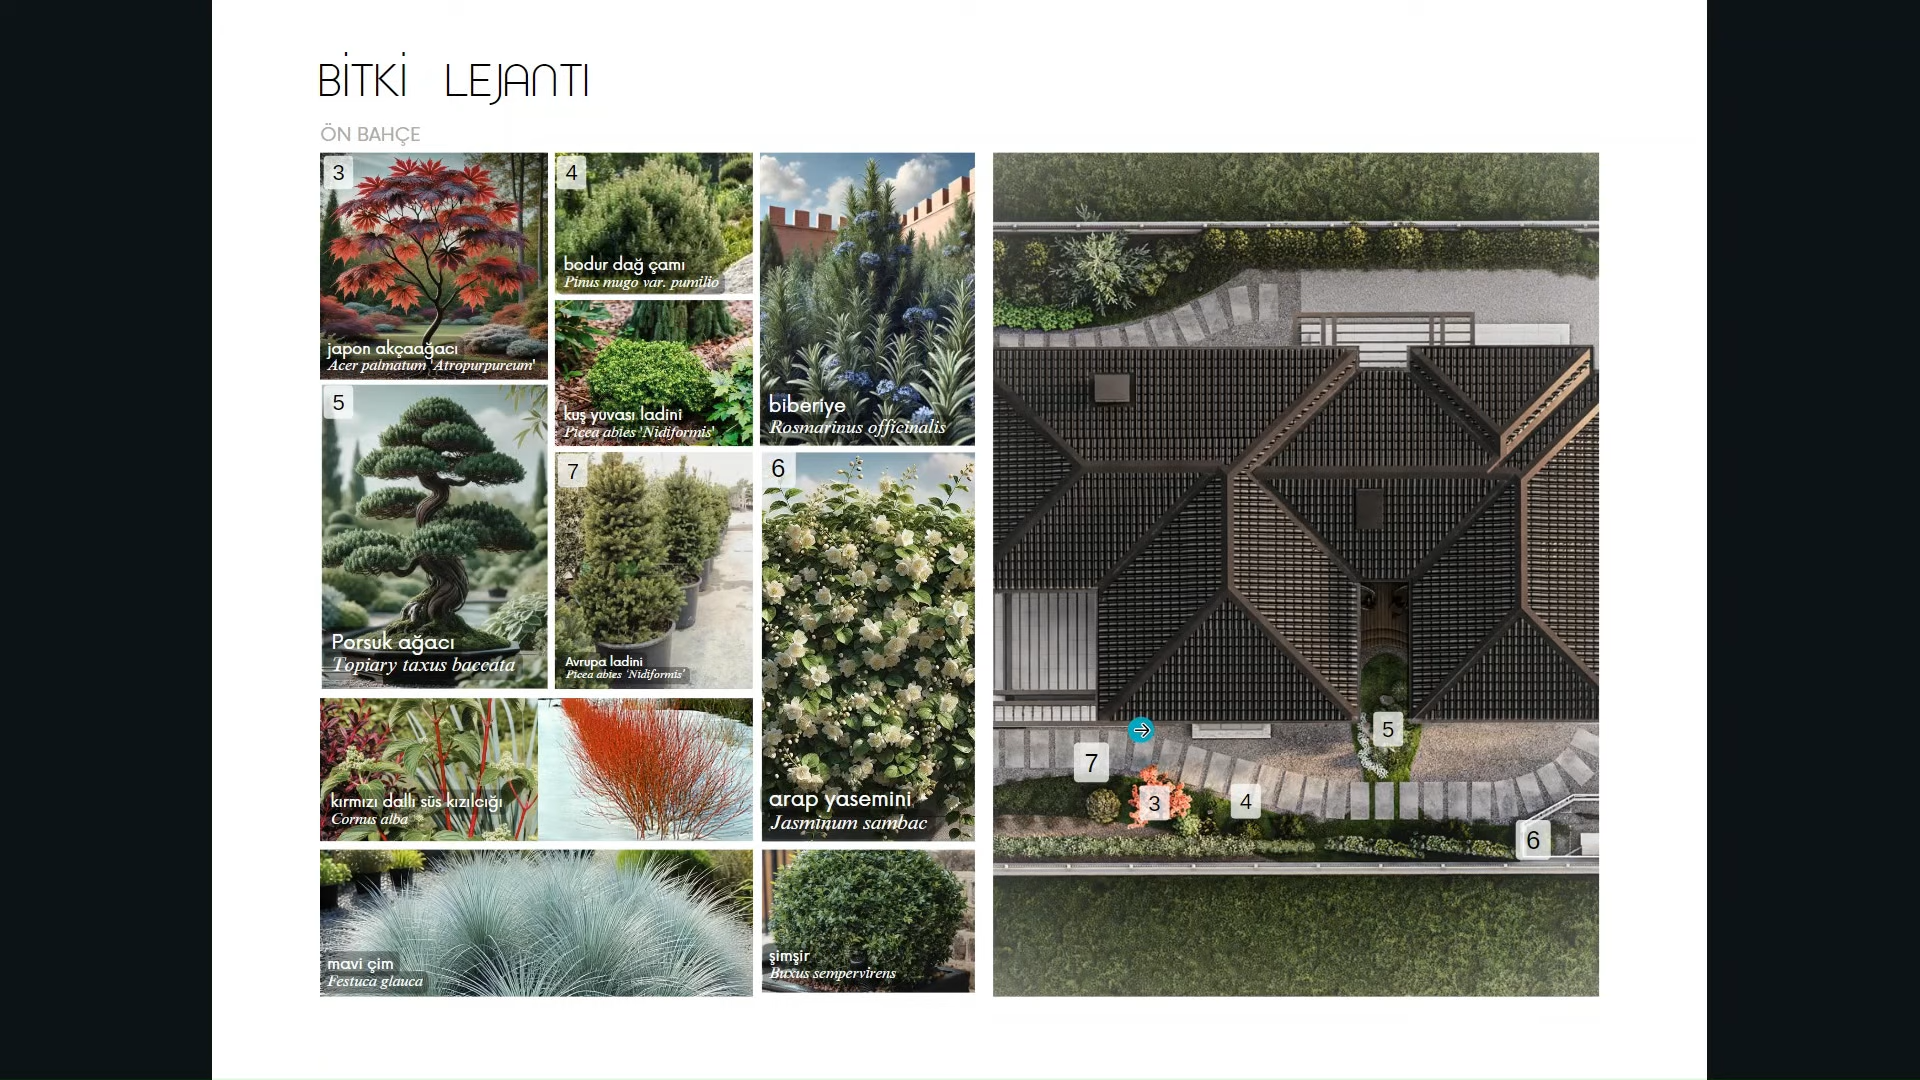 BİTKİ LEJANTI
ÖN BAHÇE
3
japon akçaağacı
Acer palmatum 'Atropurpureum'
4
bodur dağ çamı
Pinus mugo var. pumilio
kuş yuvası ladini
Picea abies 'Nidiformis'
biberiye
Rosmarinus officinalis
5
Porsuk ağacı
Topiary taxus baccata
7
Avrupa ladini
Picea abies 'Nidiformis'
6
arap yasemini
Jasminum sambac
kırmızı dallı süs kızılcığı
Cornus alba
mavi çim
Festuca glauca
şimşir
Buxus sempervirens
5
7
3
4
6